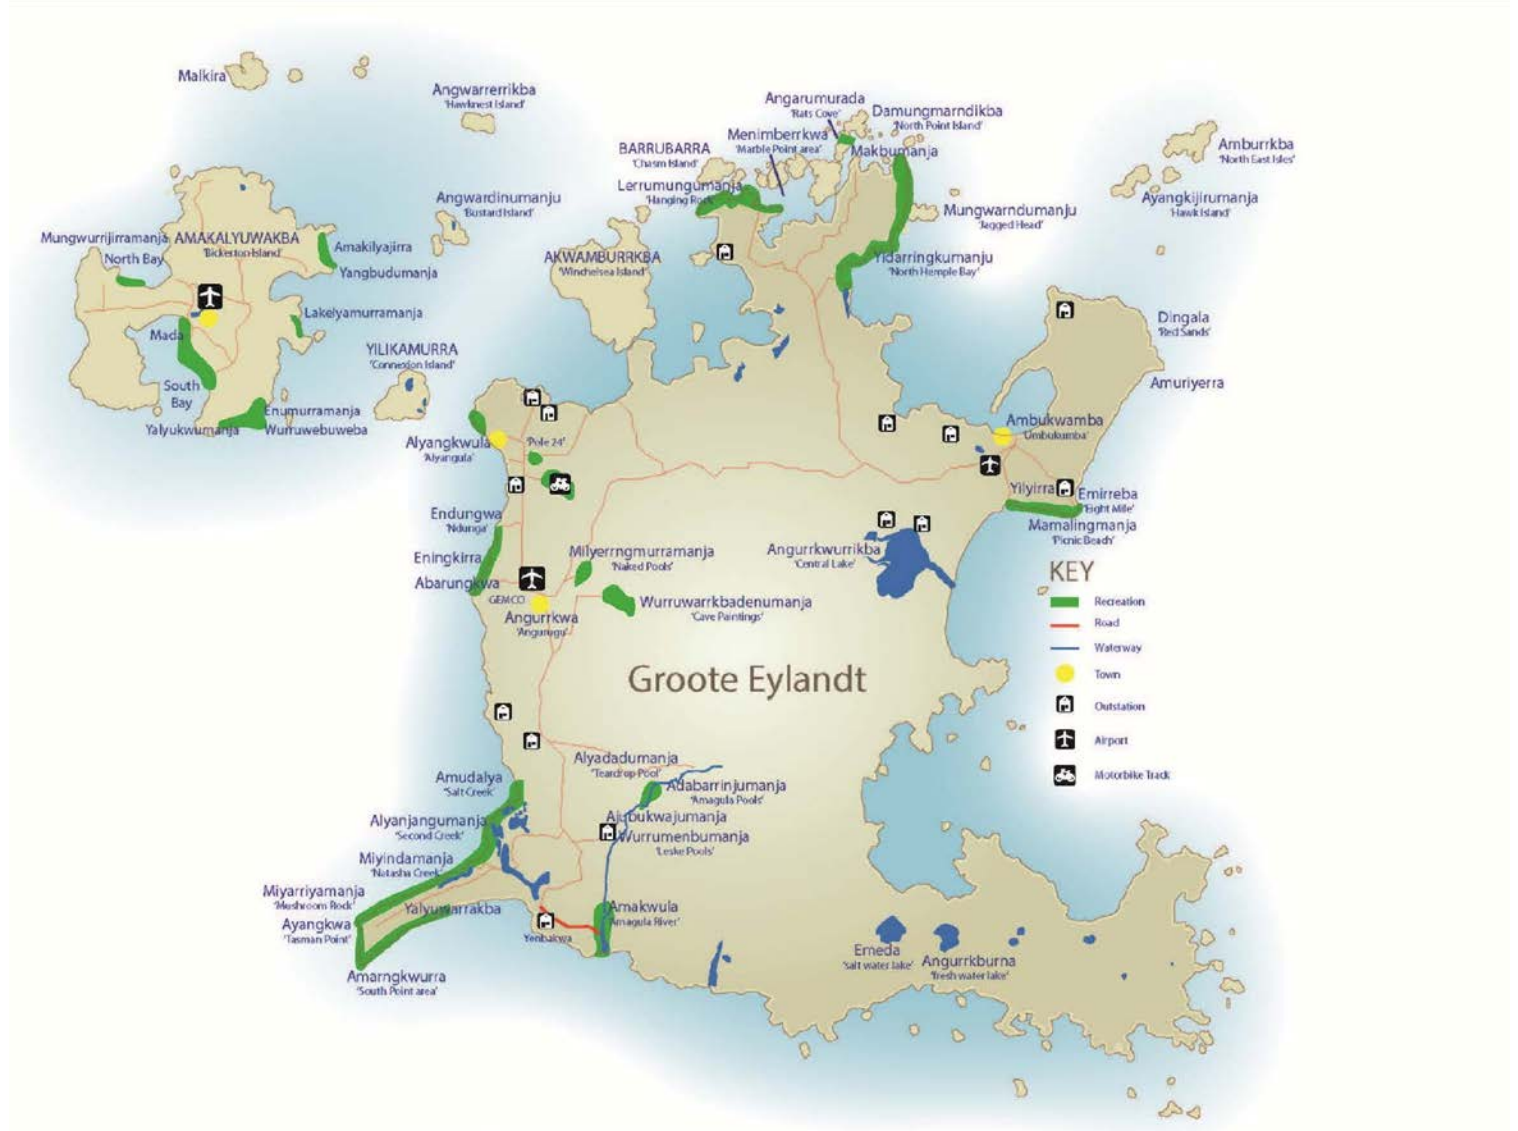 Malkira
Angwarrerrikba
'Hawknest Island'
Angarumurada
'Rats Cove'
Damungmarndikba
'North Point Island'
Menimberrkwa
'Marble Point area'
Makbumanja
BARRUBARRA
'Chasm Island'
Lerrumungumanja
'Hanging Rock'
Amburrkba
'North East Isles'
Ayangkijirumanja
'Hawk Island'
Angwardinumanju
'Bustard Island'
Mungwarndumanju
'Jagged Head'
Mungwurrijirramanja
North Bay
AMAKALYUWAKBA
'Bickerton Island'
Amakilyajirra
Yangbudumanja
AKWAMBURRKBA
'Winchelsea Island'
Yidarringkumanju
'North Hemple Bay'
Lakelyamurramanja
Mada
Dingala
'Red Sands'
YILIKAMURRA
'Connexion Island'
South
Bay
Amuriyerra
Enumurramanja
Yalyukwumanja
Wurruwebuweba
Alyangkwula
'Alyangula'
'Pole 24'
Ambukwamba
'Umbukumba'
Yilyirra
Emirreba
'Eight Mile'
Mamalingmanja
'Picnic Beach'
Endungwa
'Ndunga'
Eningkirra
Abarungkwa
GEMCO
Angurrkwa
'Angurugu'
Milyerrngmurramanja
'Naked Pools'
Angurrkwurrikba
'Central Lake'
Wurruwarrkbadenumanja
'Cave Paintings'
KEY
Recreation
Road
Waterway
Town
Outstation
Airport
Motorbike Track
Groote Eylandt
Alyadadumanja
'Teardrop Pool'
Adabarrinjumanja
'Amagula Pools'
Amudalya
'Salt Creek'
Ajubukwajumanja
Wurrumenbumanja
'Leske Pools'
Alyanjangumanja
'Second Creek'
Miyindamanja
'Natasha Creek'
Miyarriyamanja
'Mushroom Rock'
Ayangkwa
'Tasman Point'
Yalyuwarrakba
Yenbakwa
Amakwula
'Amagula River'
Amarngkwurra
'South Point area'
Emeda
'salt water lake'
Angurrkburna
'fresh water lake'